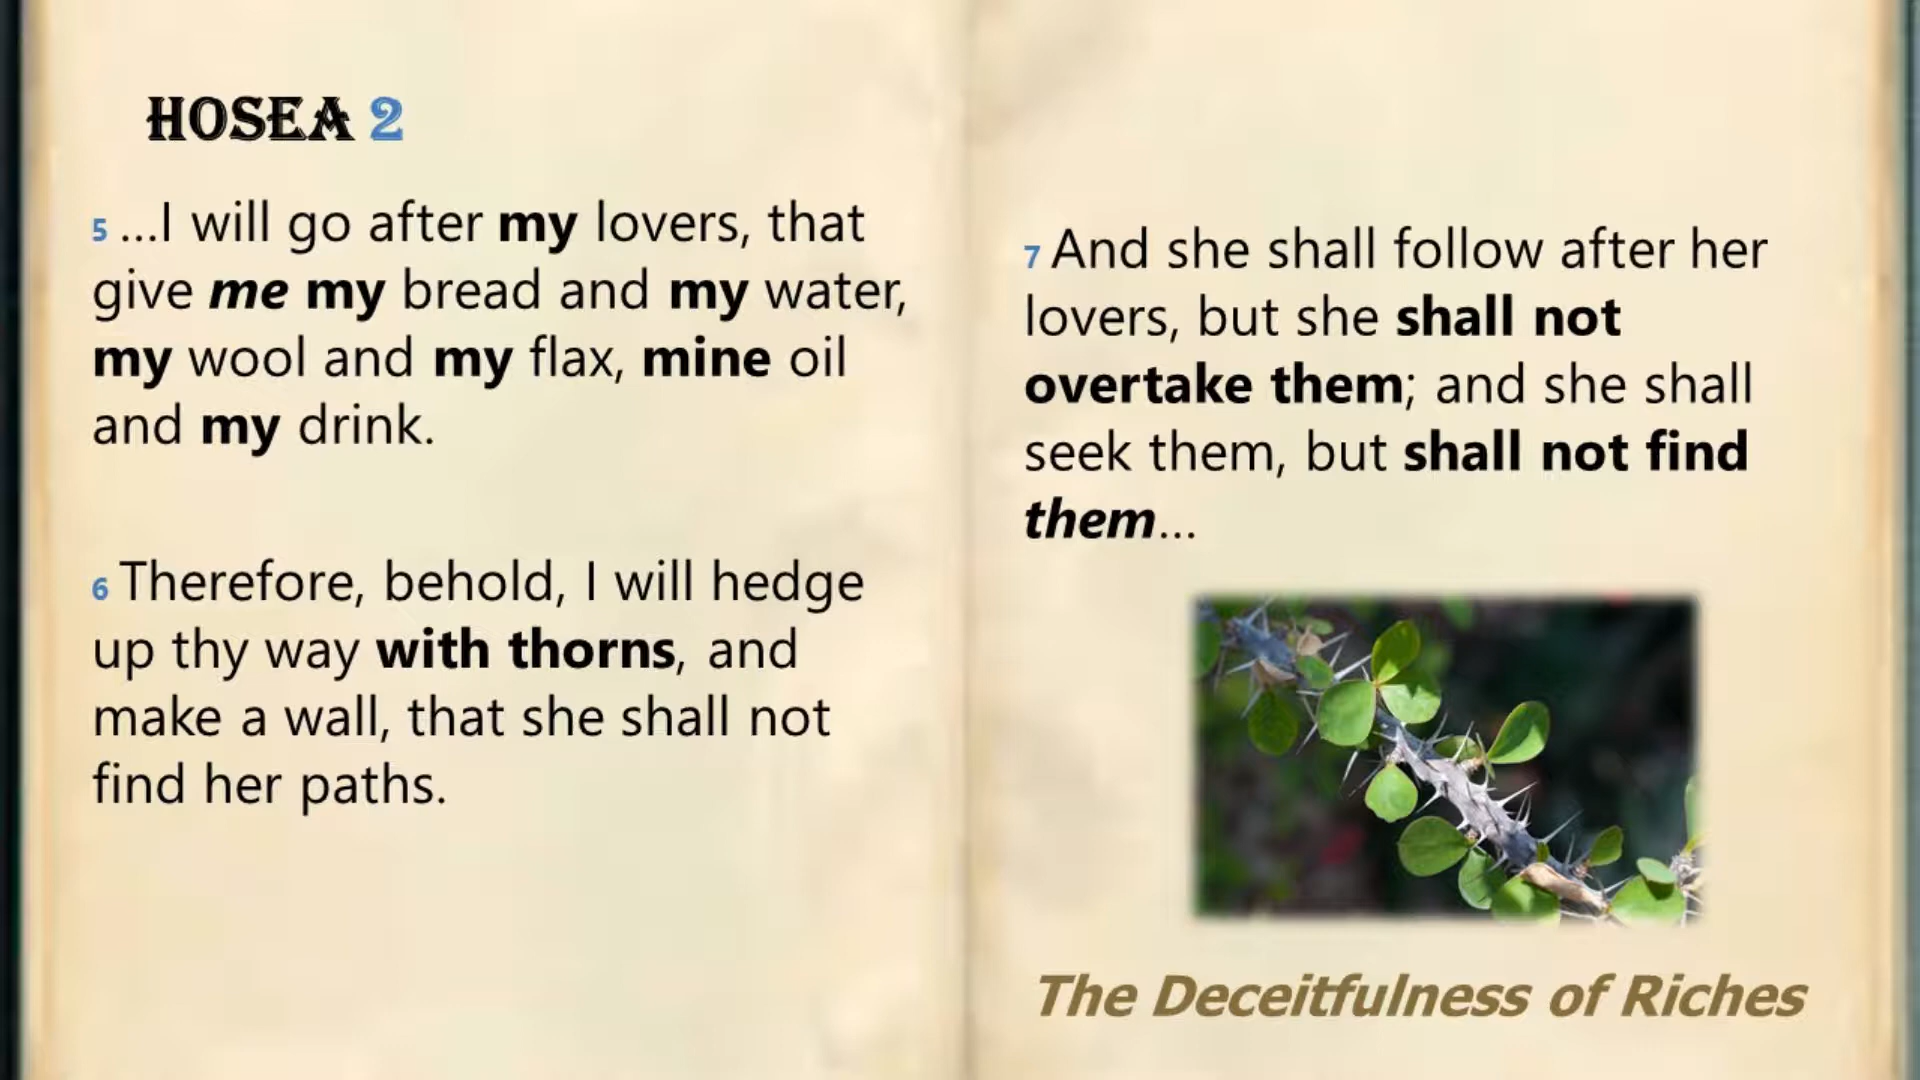 HOSEA 2
5 ...I will go after my lovers, that
give me my bread and my water,
my wool and my flax, mine oil
and my drink.
6 Therefore, behold, I will hedge
up thy way with thorns, and
make a wall, that she shall not
find her paths.
7 And she shall follow after her
lovers, but she shall not
overtake them; and she shall
seek them, but shall not find
them...
The Deceitfulness of Riches